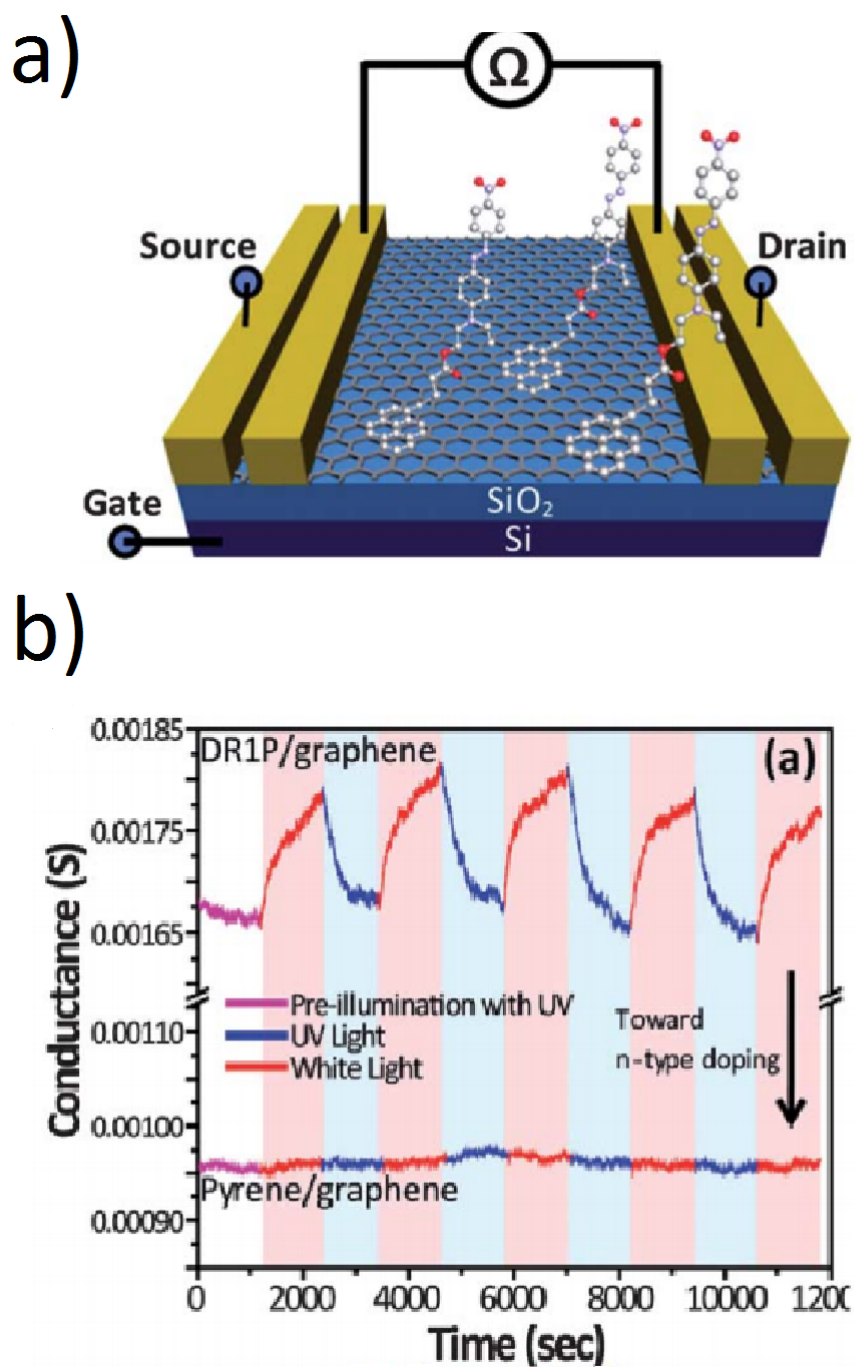 a)
Ω
Source
Drain
Gate
SiO₂
Si
b)
0.00185
DR1P/graphene
(a)
0.00175
0.00165
Pre-illumination with UV
UV Light
White Light
Toward
n-type doping
0.00110
0.00100
0.00090
Pyrene/graphene
Conductance (S)
0
2000
4000
6000
8000
10000
1200
Time (sec)